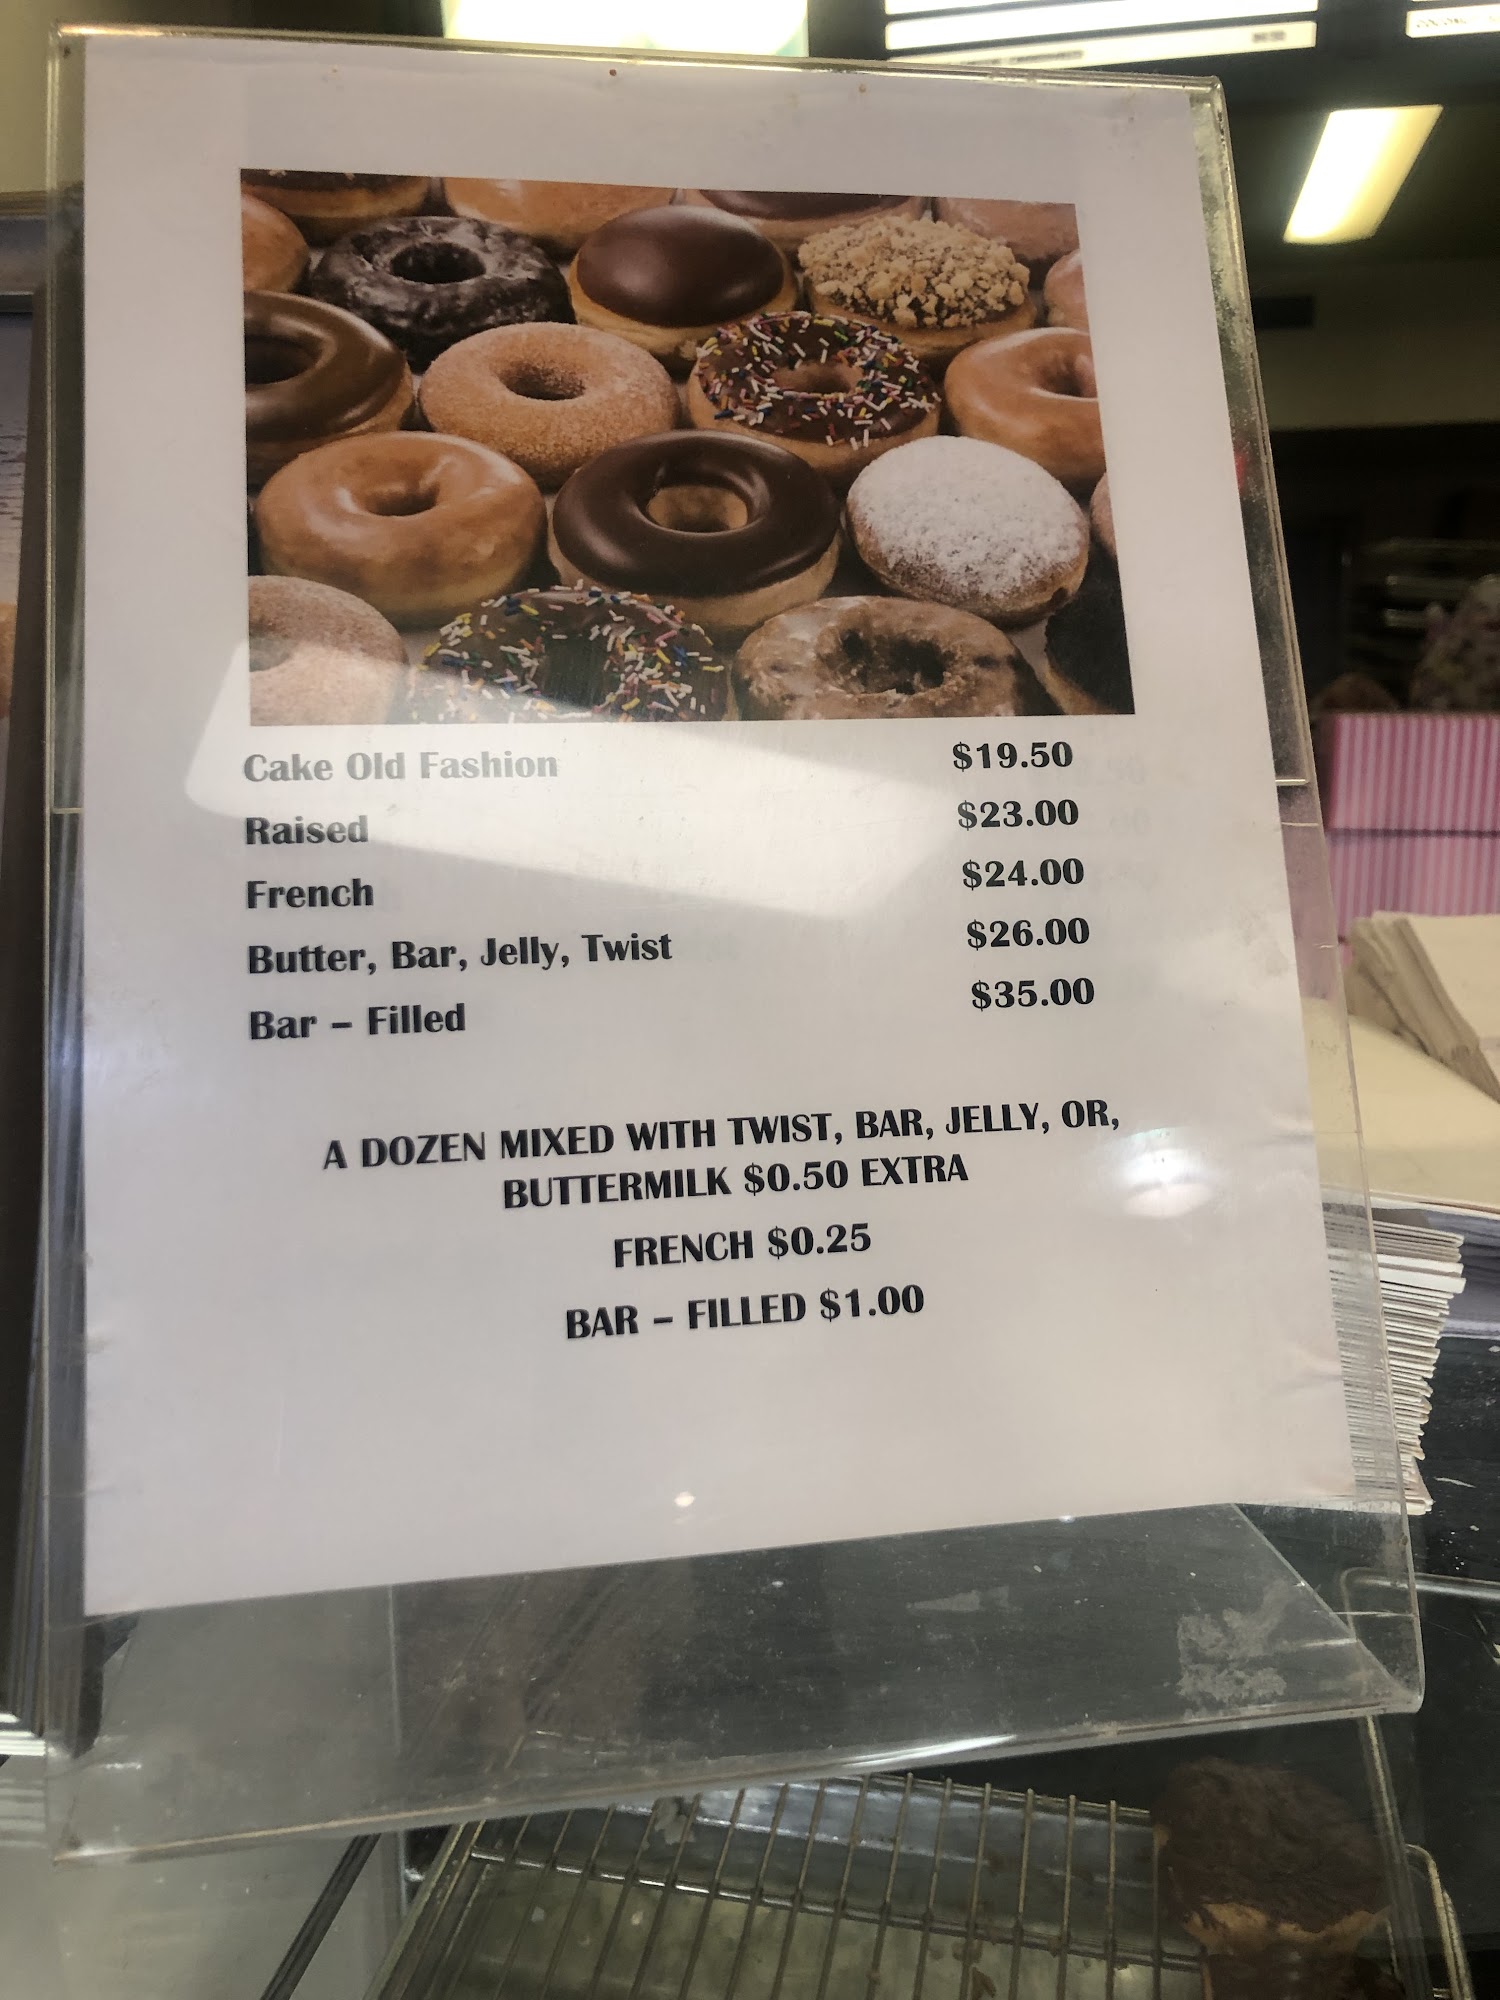 Cake Old Fashion $19.50
Raised $23.00
French $24.00
Butter, Bar, Jelly, Twist $26.00
Bar – Filled $35.00
A DOZEN MIXED WITH TWIST, BAR, JELLY, OR,
BUTTERMILK $0.50 EXTRA
FRENCH $0.25
BAR – FILLED $1.00